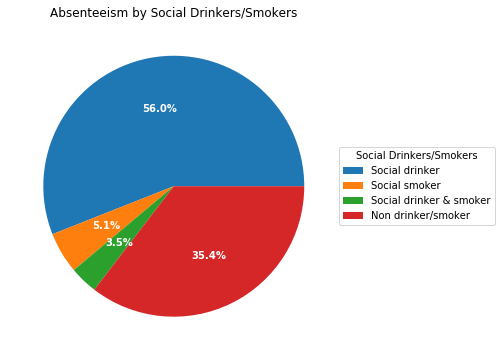 Absenteeism by Social Drinkers/Smokers
56.0%
5.1%
3.5%
35.4%
Social Drinkers/Smokers
Social drinker
Social smoker
Social drinker & smoker
Non drinker/smoker